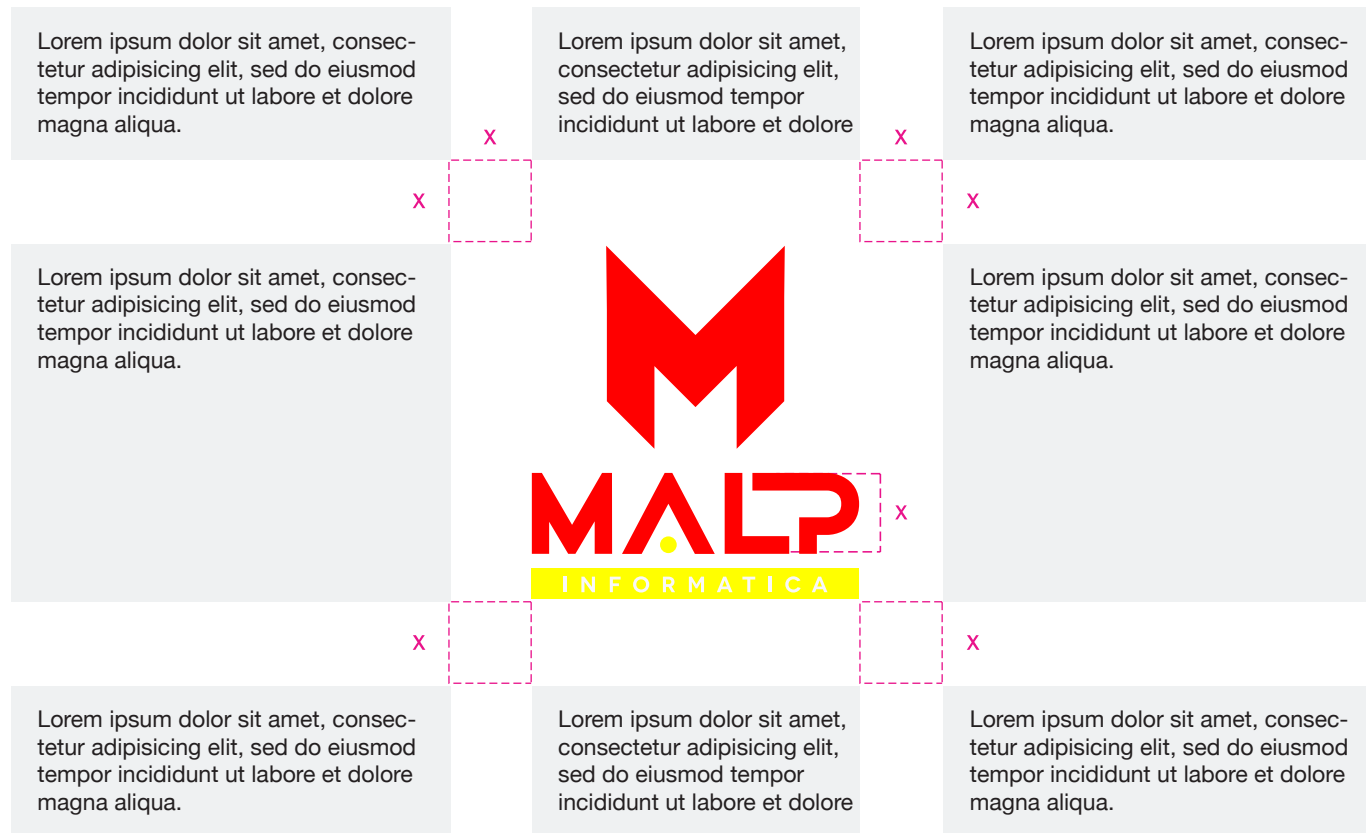 Lorem ipsum dolor sit amet, consec-
tetur adipisicing elit, sed do eiusmod
tempor incididunt ut labore et dolore
magna aliqua.
Lorem ipsum dolor sit amet,
consectetur adipisicing elit,
sed do eiusmod tempor
incididunt ut labore et dolore
Lorem ipsum dolor sit amet, consec-
tetur adipisicing elit, sed do eiusmod
tempor incididunt ut labore et dolore
magna aliqua.
X
X
X
X
Lorem ipsum dolor sit amet, consec-
tetur adipisicing elit, sed do eiusmod
tempor incididunt ut labore et dolore
magna aliqua.
M
MALP
X
INFORMATICA
Lorem ipsum dolor sit amet, consec-
tetur adipisicing elit, sed do eiusmod
tempor incididunt ut labore et dolore
magna aliqua.
X
X
Lorem ipsum dolor sit amet, consec-
tetur adipisicing elit, sed do eiusmod
tempor incididunt ut labore et dolore
magna aliqua.
Lorem ipsum dolor sit amet,
consectetur adipisicing elit,
sed do eiusmod tempor
incididunt ut labore et dolore
Lorem ipsum dolor sit amet, consec-
tetur adipisicing elit, sed do eiusmod
tempor incididunt ut labore et dolore
magna aliqua.